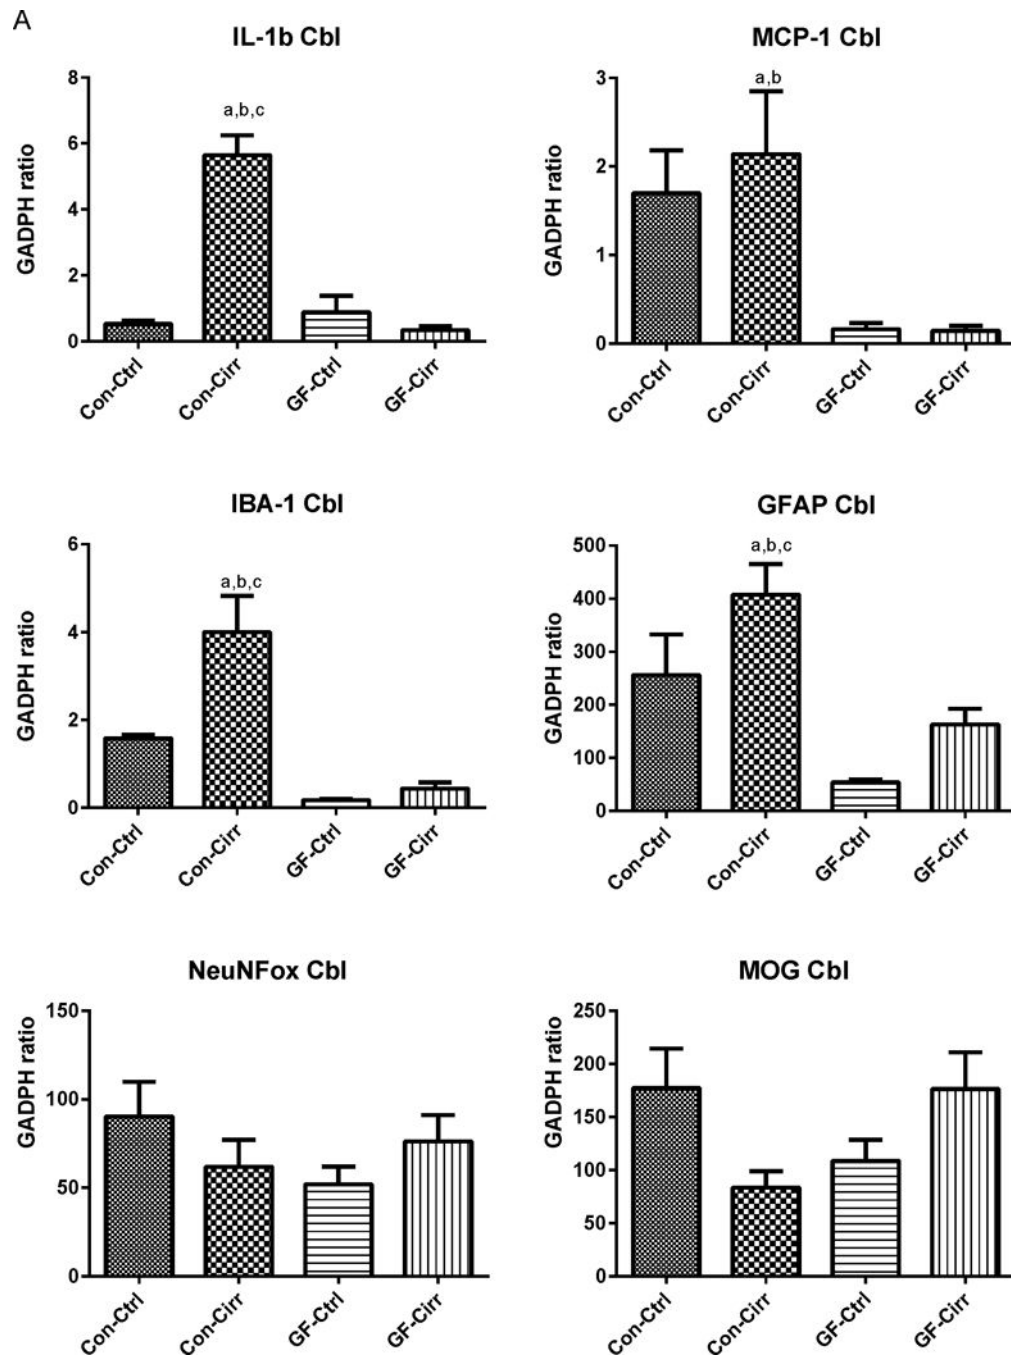 A
IL-1b Cbl
8
6
4
2
0
GADPH ratio
a,b,c
Con-Ctrl
Con-Cirr
GF-Ctrl
GF-Cirr
MCP-1 Cbl
3
2
1
0
GADPH ratio
a,b
Con-Ctrl
Con-Cirr
GF-Ctrl
GF-Cirr
IBA-1 Cbl
6
4
2
0
GADPH ratio
a,b,c
Con-Ctrl
Con-Cirr
GF-Ctrl
GF-Cirr
GFAP Cbl
500
400
300
200
100
0
GADPH ratio
a,b,c
Con-Ctrl
Con-Cirr
GF-Ctrl
GF-Cirr
NeuNFox Cbl
150
100
50
0
GADPH ratio
Con-Ctrl
Con-Cirr
GF-Ctrl
GF-Cirr
MOG Cbl
250
200
150
100
50
0
GADPH ratio
Con-Ctrl
Con-Cirr
GF-Ctrl
GF-Cirr